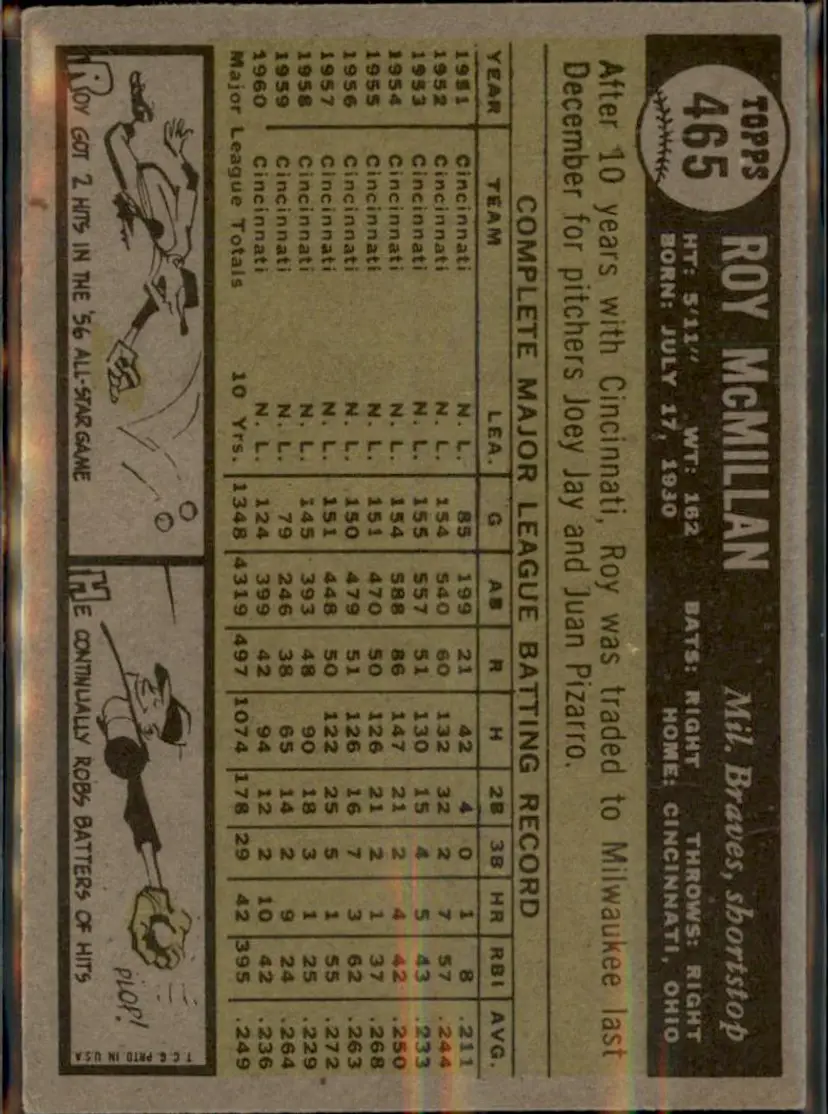 TOPPS
465
ROY McMILLAN Mil. Braves, shortstop
HT: 5'11" WT: 162 BATS: RIGHT THROWS: RIGHT
BORN: JULY 17, 1930 HOME: CINCINNATI, OHIO
After 10 years with Cincinnati, Roy was traded to Milwaukee last
December for pitchers Joey Jay and Juan Pizarro.
COMPLETE MAJOR LEAGUE BATTING RECORD
YEAR TEAM LEA. G AB R H 2B 3B HR RBI AVG.
1951 Cincinnati N. L. 85 199 21 42 4 0 1 8 .211
1952 Cincinnati N. L. 154 540 60 132 32 2 7 57 .244
1953 Cincinnati N. L. 155 557 51 130 15 4 5 43 .233
1954 Cincinnati N. L. 154 588 86 147 21 2 4 42 .250
1955 Cincinnati N. L. 151 470 50 126 21 2 1 37 .268
1956 Cincinnati N. L. 150 479 51 126 16 7 3 62 .263
1957 Cincinnati N. L. 151 448 50 122 25 5 1 55 .272
1958 Cincinnati N. L. 145 393 48 90 18 3 1 25 .229
1959 Cincinnati N. L. 79 246 38 65 14 2 9 24 .264
1960 Cincinnati N. L. 124 399 42 94 12 2 10 42 .236
Major League Totals 10 Yrs. 1348 4319 497 1074 178 29 42 395 .249
ROY GOT 2 HITS IN THE '56 ALL-STAR GAME
PLOP!
HE CONTINUALLY ROBS BATTERS OF HITS
T.C.G. PRTD IN U.S.A.